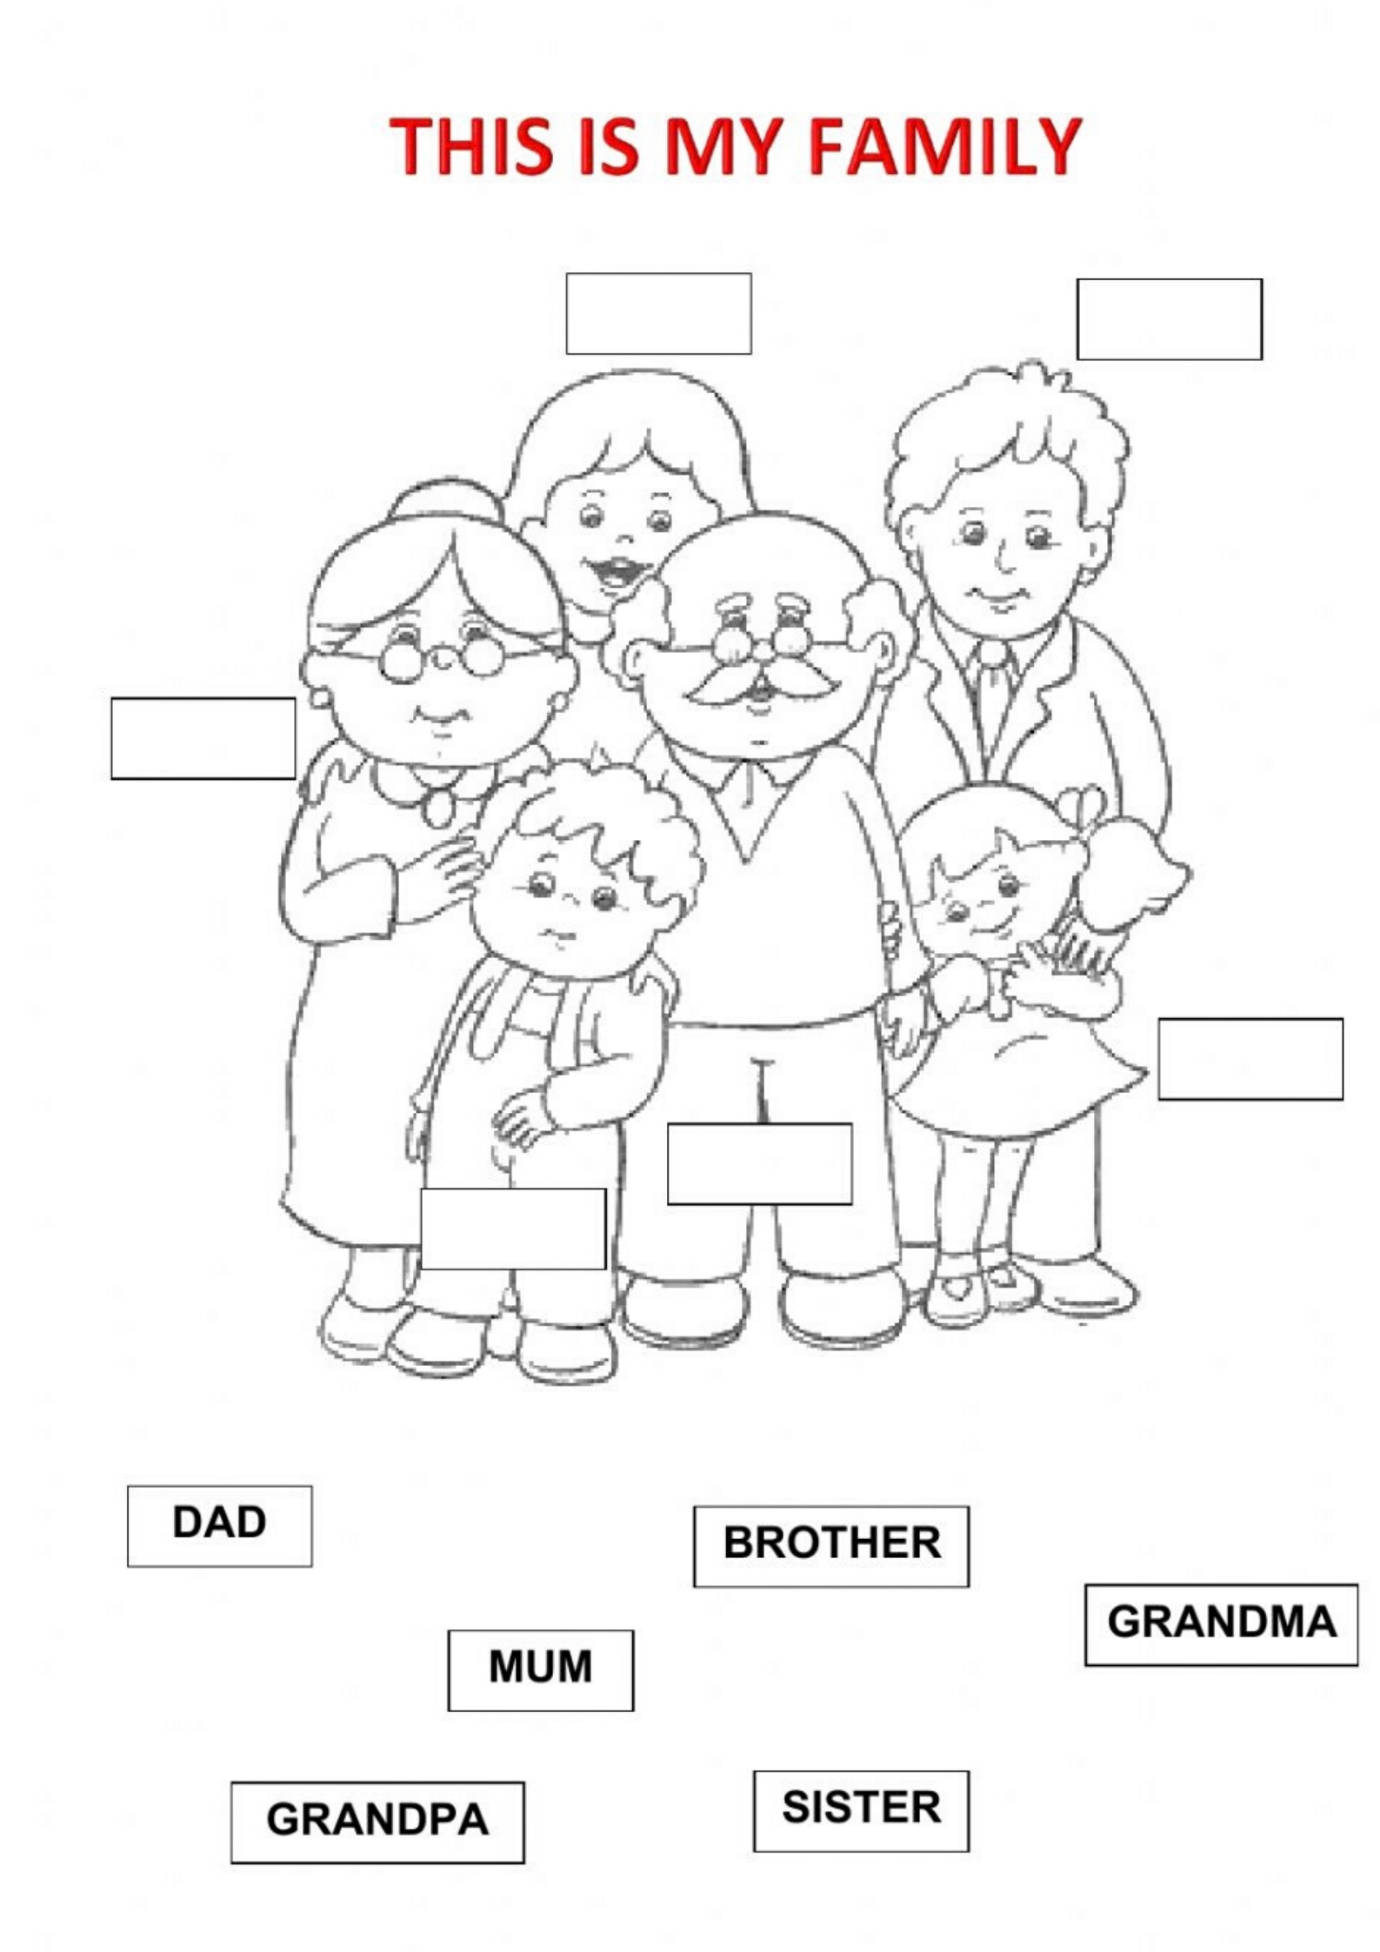 THIS IS MY FAMILY
DAD
BROTHER
GRANDMA
MUM
GRANDPA
SISTER